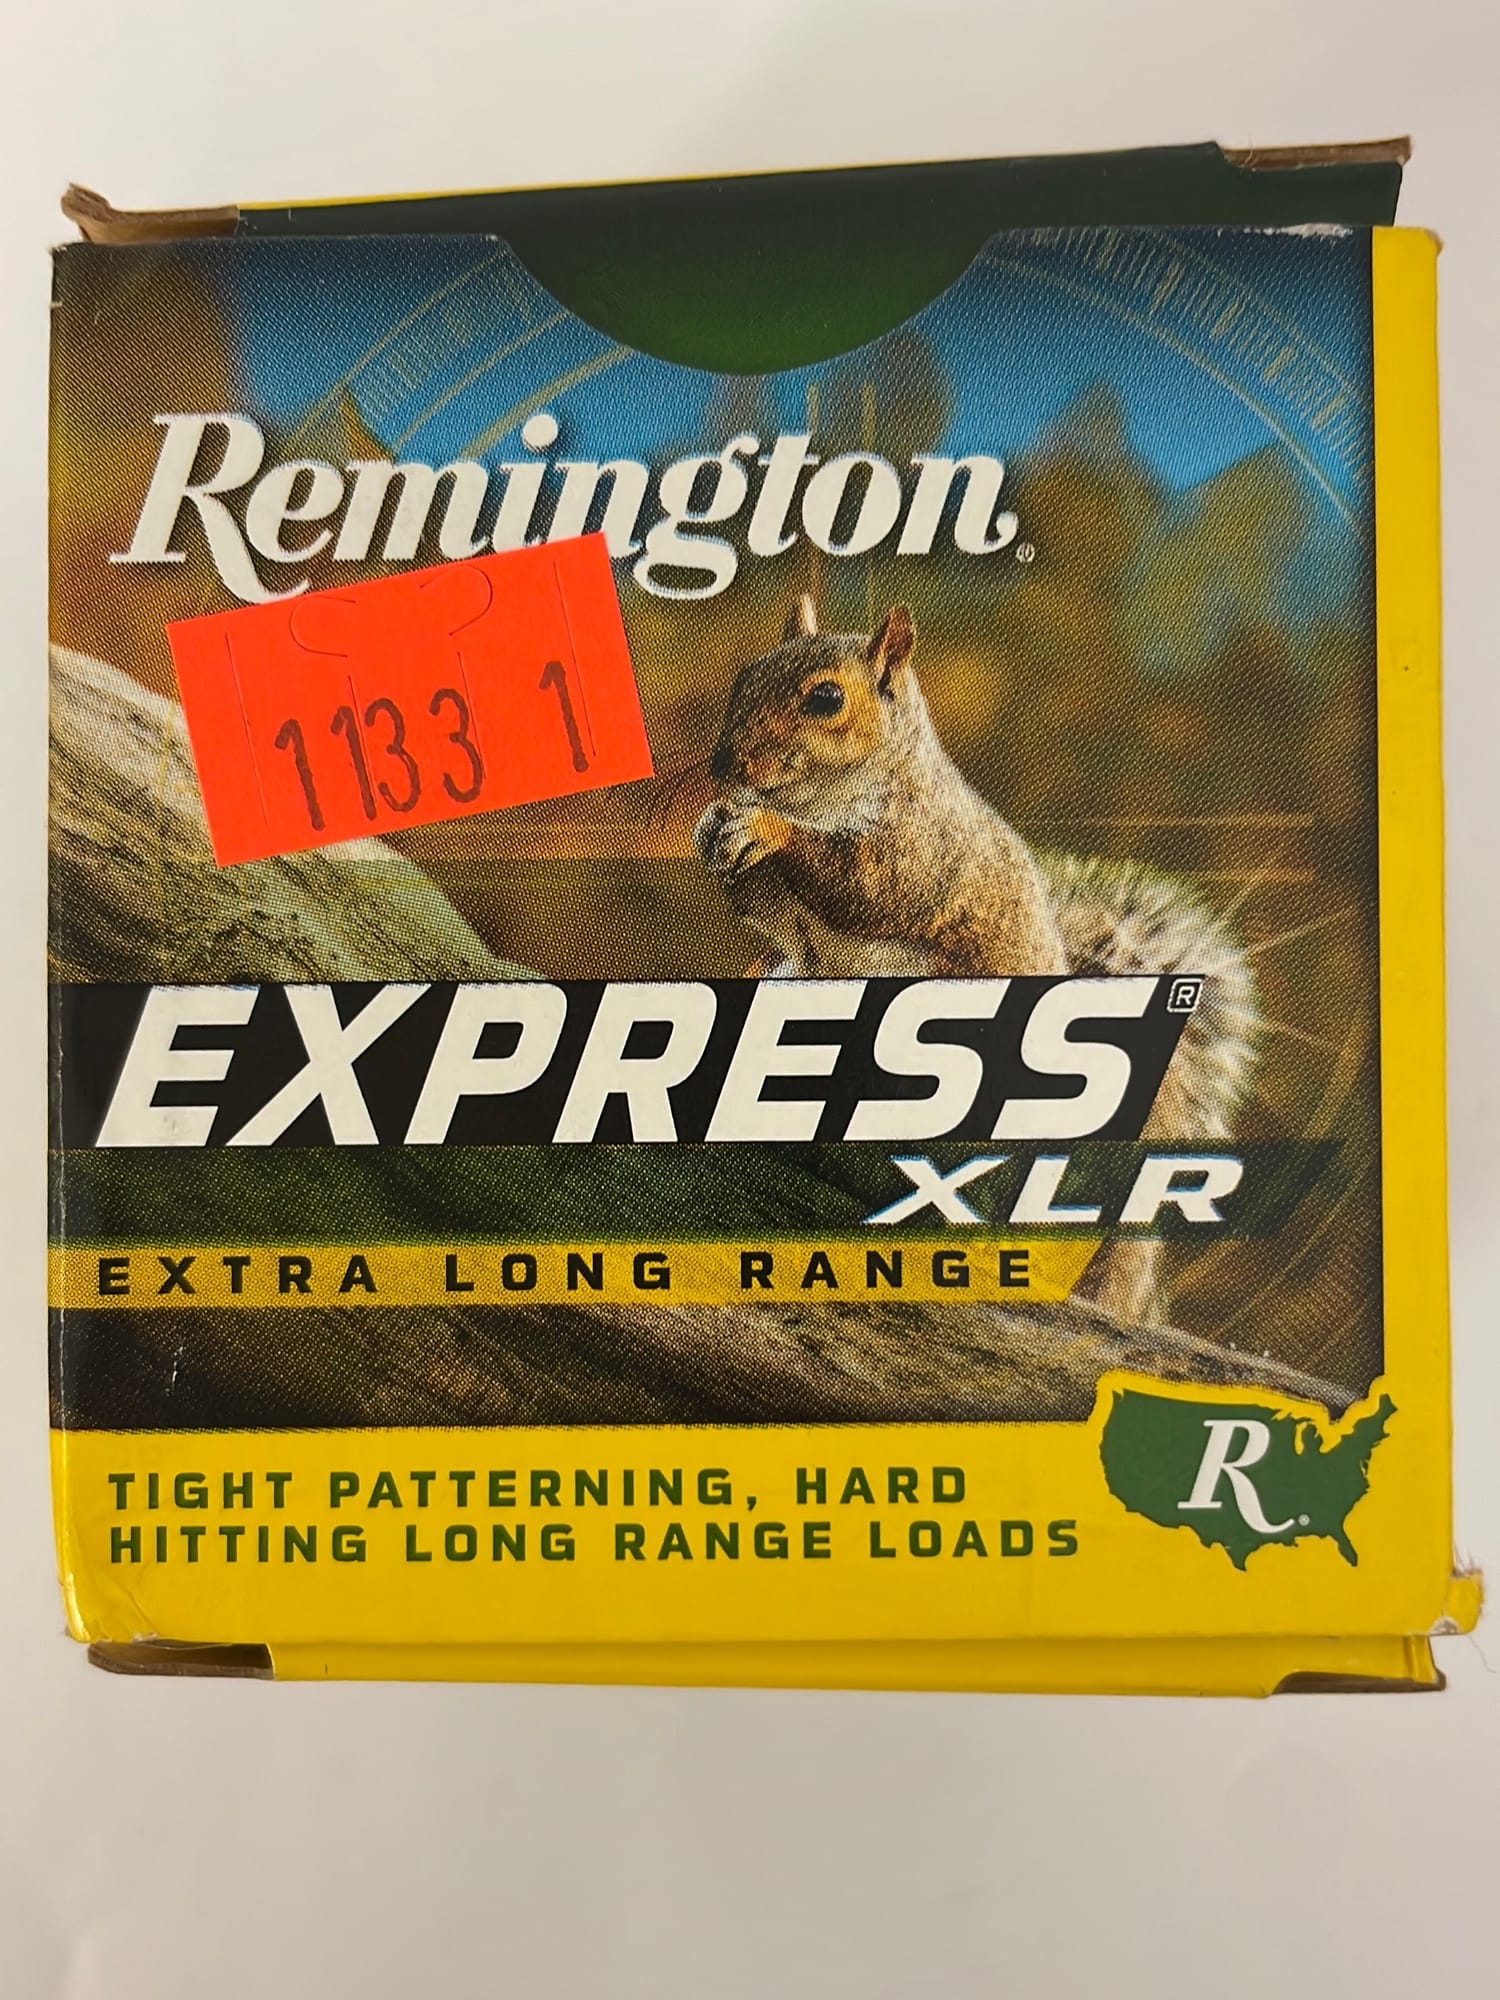 Remington®
1133 1
EXPRESS®
XLR
EXTRA LONG RANGE
TIGHT PATTERNING, HARD
HITTING LONG RANGE LOADS
R®